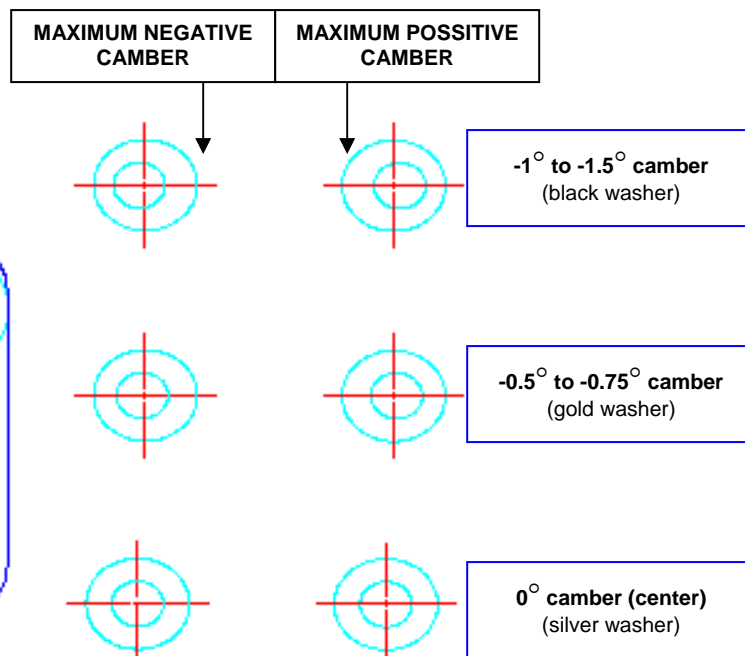 MAXIMUM NEGATIVE
CAMBER
MAXIMUM POSSITIVE
CAMBER
-1° to -1.5° camber
(black washer)
-0.5° to -0.75° camber
(gold washer)
0° camber (center)
(silver washer)